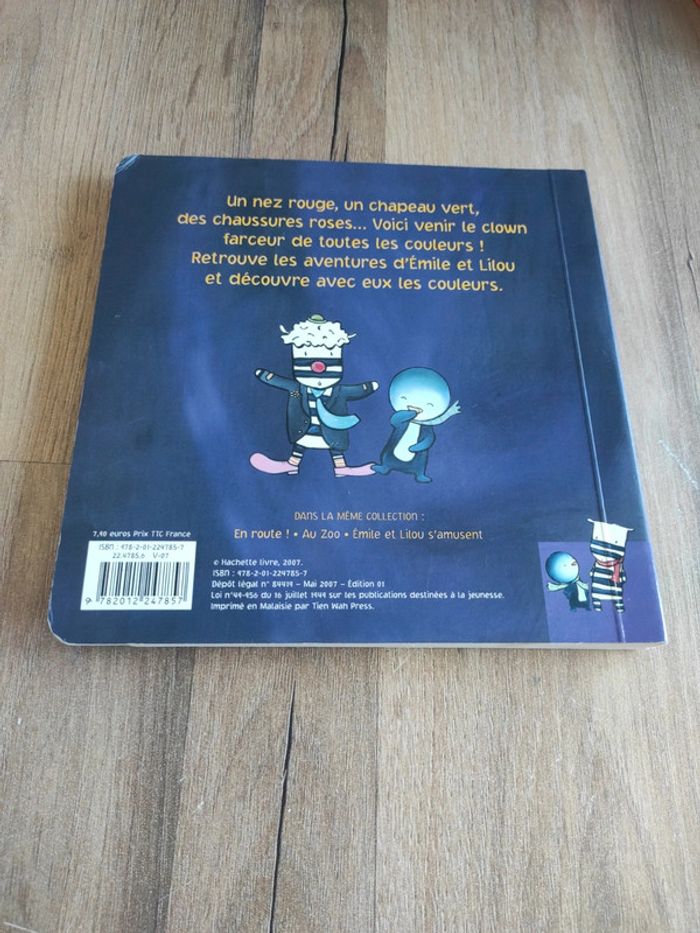 Un nez rouge, un chapeau vert,
des chaussures roses... Voici venir le clown
farceur de toutes les couleurs !
Retrouve les aventures d'Émile et Lilou
et découvre avec eux les couleurs.
DANS LA MÊME COLLECTION :
En route ! • Au Zoo • Émile et Lilou s'amusent
7,90 euros Prix TTC France
ISBN : 978-2-01-224785-7
22.4785.6 V-07
9 782012 247857
© Hachette livre, 2007.
ISBN : 978-2-01-224785-7
Dépôt légal n° 84414 - Mai 2007 - Édition 01
Loi n°49-956 du 16 juillet 1949 sur les publications destinées à la jeunesse.
Imprimé en Malaisie par Tien Wah Press.